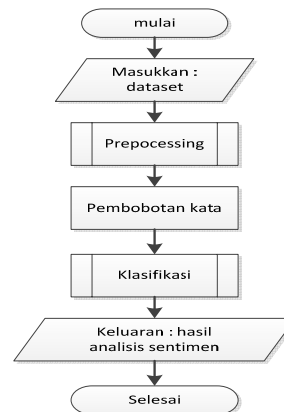 mulai
Masukkan :
dataset
Prepocessing
Pembobotan kata
Klasifikasi
Keluaran : hasil
analisis sentimen
Selesai